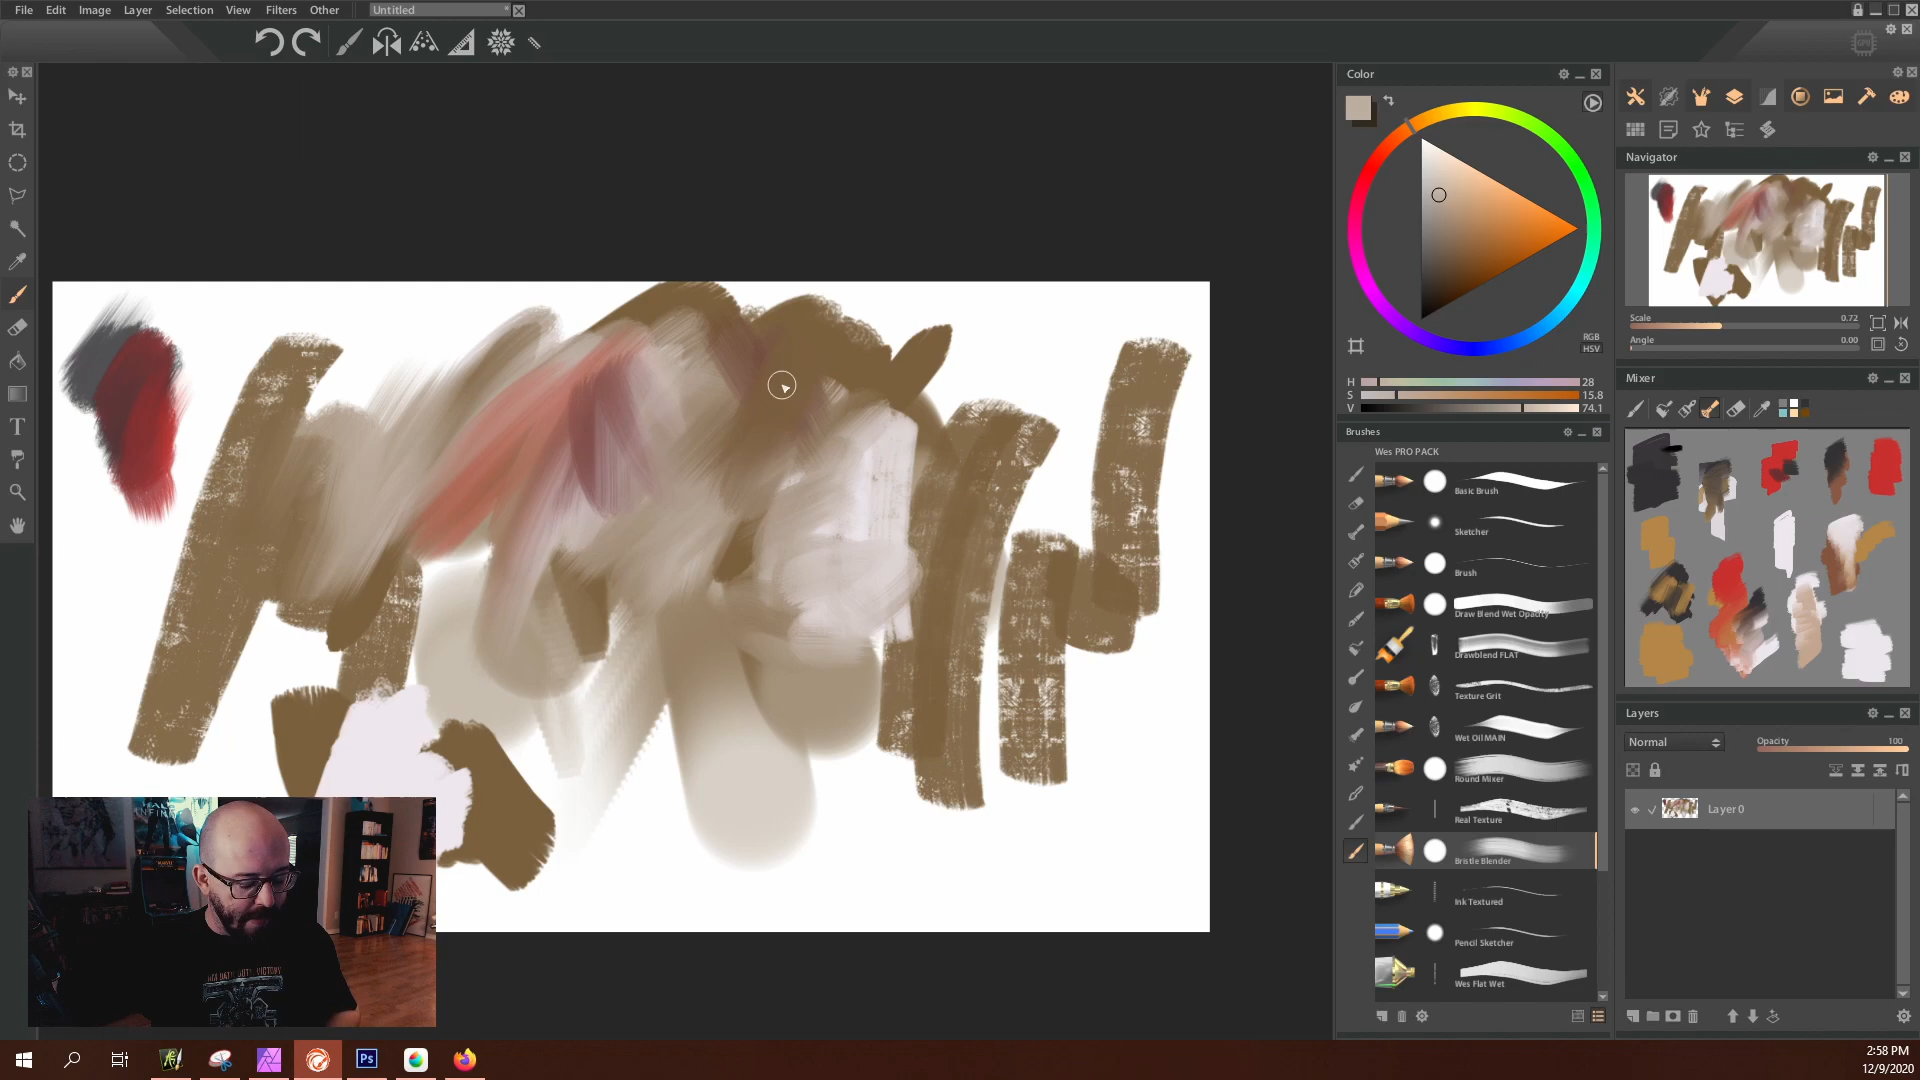 File Edit Image Layer Selection View Filters Other Untitled *
GPU
Color
RGB
HSV
H 28
S 15.8
V 74.1
Brushes
Wes PRO PACK
Basic Brush
Sketcher
Brush
Draw Blend Wet Opacity
Drawblend FLAT
Texture Grit
Wet Oil MAIN
Round Mixer
Real Texture
Bristle Blender
Ink Textured
Pencil Sketcher
Wes Flat Wet
Navigator
Scale 0.72
Angle 0.00
Mixer
Layers
Normal Opacity 100
Layer 0
T
Ps
2:58 PM
12/9/2020